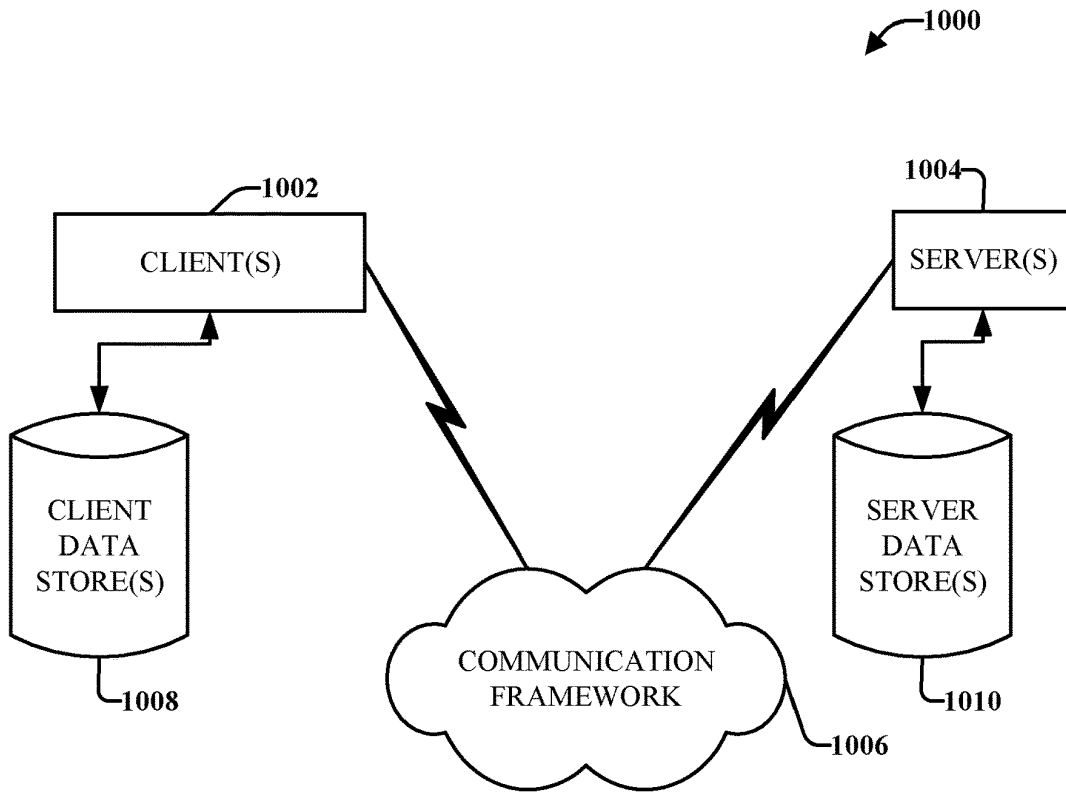 1000
1002
1004
CLIENT(S)
SERVER(S)
CLIENT
DATA
STORE(S)
SERVER
DATA
STORE(S)
COMMUNICATION
FRAMEWORK
1008
1010
1006